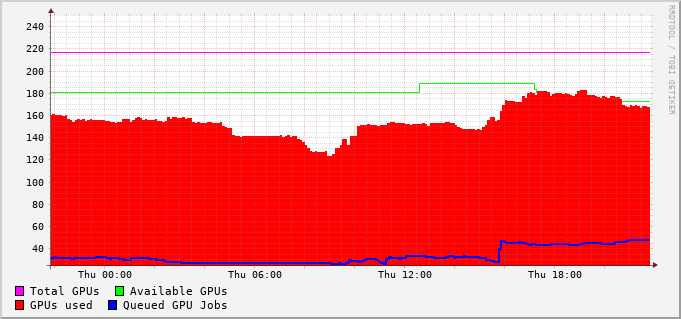 240
220
200
180
160
140
120
100
80
60
40
Thu 00:00 Thu 06:00 Thu 12:00 Thu 18:00
Total GPUs Available GPUs
GPUs used Queued GPU Jobs
RRDTOOL / TOBI OETIKER